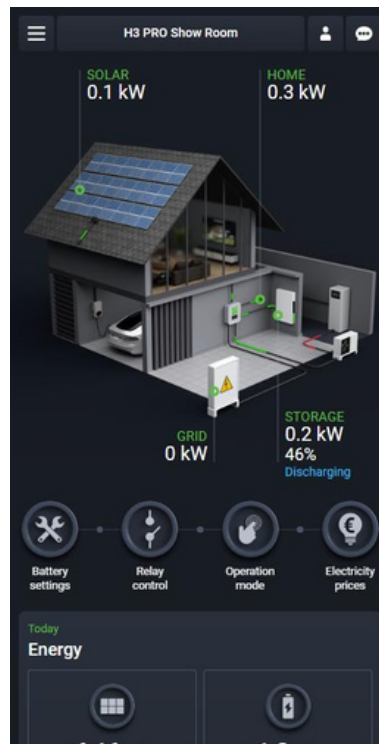 H3 PRO Show Room
SOLAR
0.1 kW
HOME
0.3 kW
GRID
0 kW
STORAGE
0.2 kW
46%
Discharging
Battery
settings
Relay
control
Operation
mode
Electricity
prices
Today
Energy